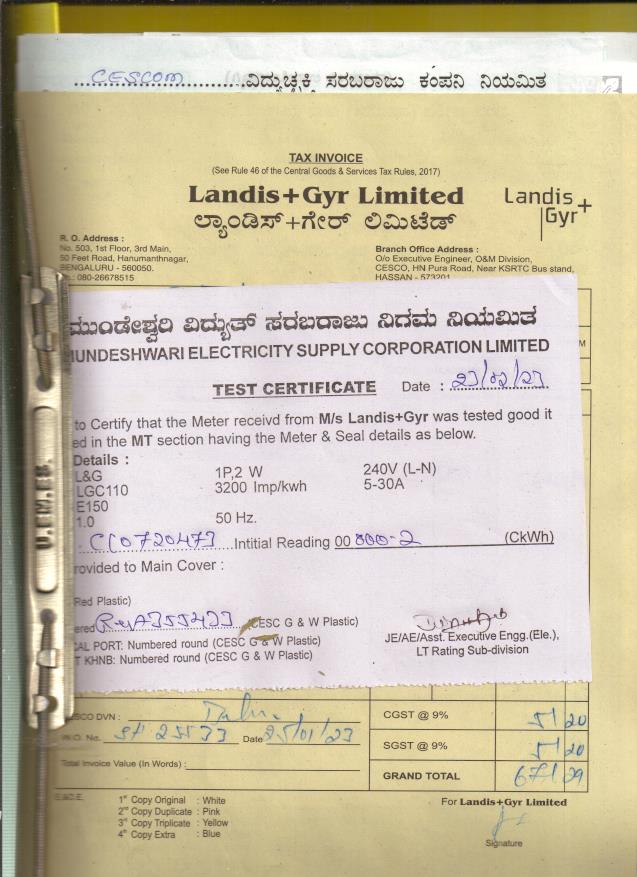 CESCOM ವಿದ್ಯುಚ್ಛಕ್ತಿ ಸರಬರಾಜು ಕಂಪನಿ ನಿಯಮಿತ
TAX INVOICE
(See Rule 46 of the Central Goods & Services Tax Rules, 2017)
Landis+Gyr Limited
Landis+
Gyr
ಲ್ಯಾಂಡಿಸ್+ಗೇರ್ ಲಿಮಿಟೆಡ್
R. O. Address :
No. 503, 1st Floor, 3rd Main,
50 Feet Road, Hanumanthnagar,
BENGALURU - 560050.
: 080-26678515
Branch Office Address :
O/o Executive Engineer, O&M Division,
CESCO, HN Pura Road, Near KSRTC Bus stand,
HASSAN - 573201
ಮುಂಡೇಶ್ವರಿ ವಿದ್ಯುತ್ ಸರಬರಾಜು ನಿಗಮ ನಿಯಮಿತ
MUNDESHWARI ELECTRICITY SUPPLY CORPORATION LIMITED
TEST CERTIFICATE Date :
to Certify that the Meter receivd from M/s Landis+Gyr was tested good it
ed in the MT section having the Meter & Seal details as below.
Details :
L&G 1P,2 W 240V (L-N)
LGC110 3200 Imp/kwh 5-30A
E150
1.0 50 Hz.
Intitial Reading 00 (CkWh)
rovided to Main Cover :
Red Plastic)
ered CESC G & W Plastic)
CAL PORT: Numbered round (CESC G & W Plastic)
T KHNB: Numbered round (CESC G & W Plastic)
JE/AE/Asst. Executive Engg.(Ele.),
LT Rating Sub-division
CESCO DVN :
W.O. No. Date 25/01/23
Total Invoice Value (In Words) :
CGST @ 9% 5/20
SGST @ 9% 5/20
GRAND TOTAL
E.&O.E.
1st Copy Original : White
2nd Copy Duplicate : Pink
3rd Copy Triplicate : Yellow
4th Copy Extra : Blue
For Landis+Gyr Limited
Signature